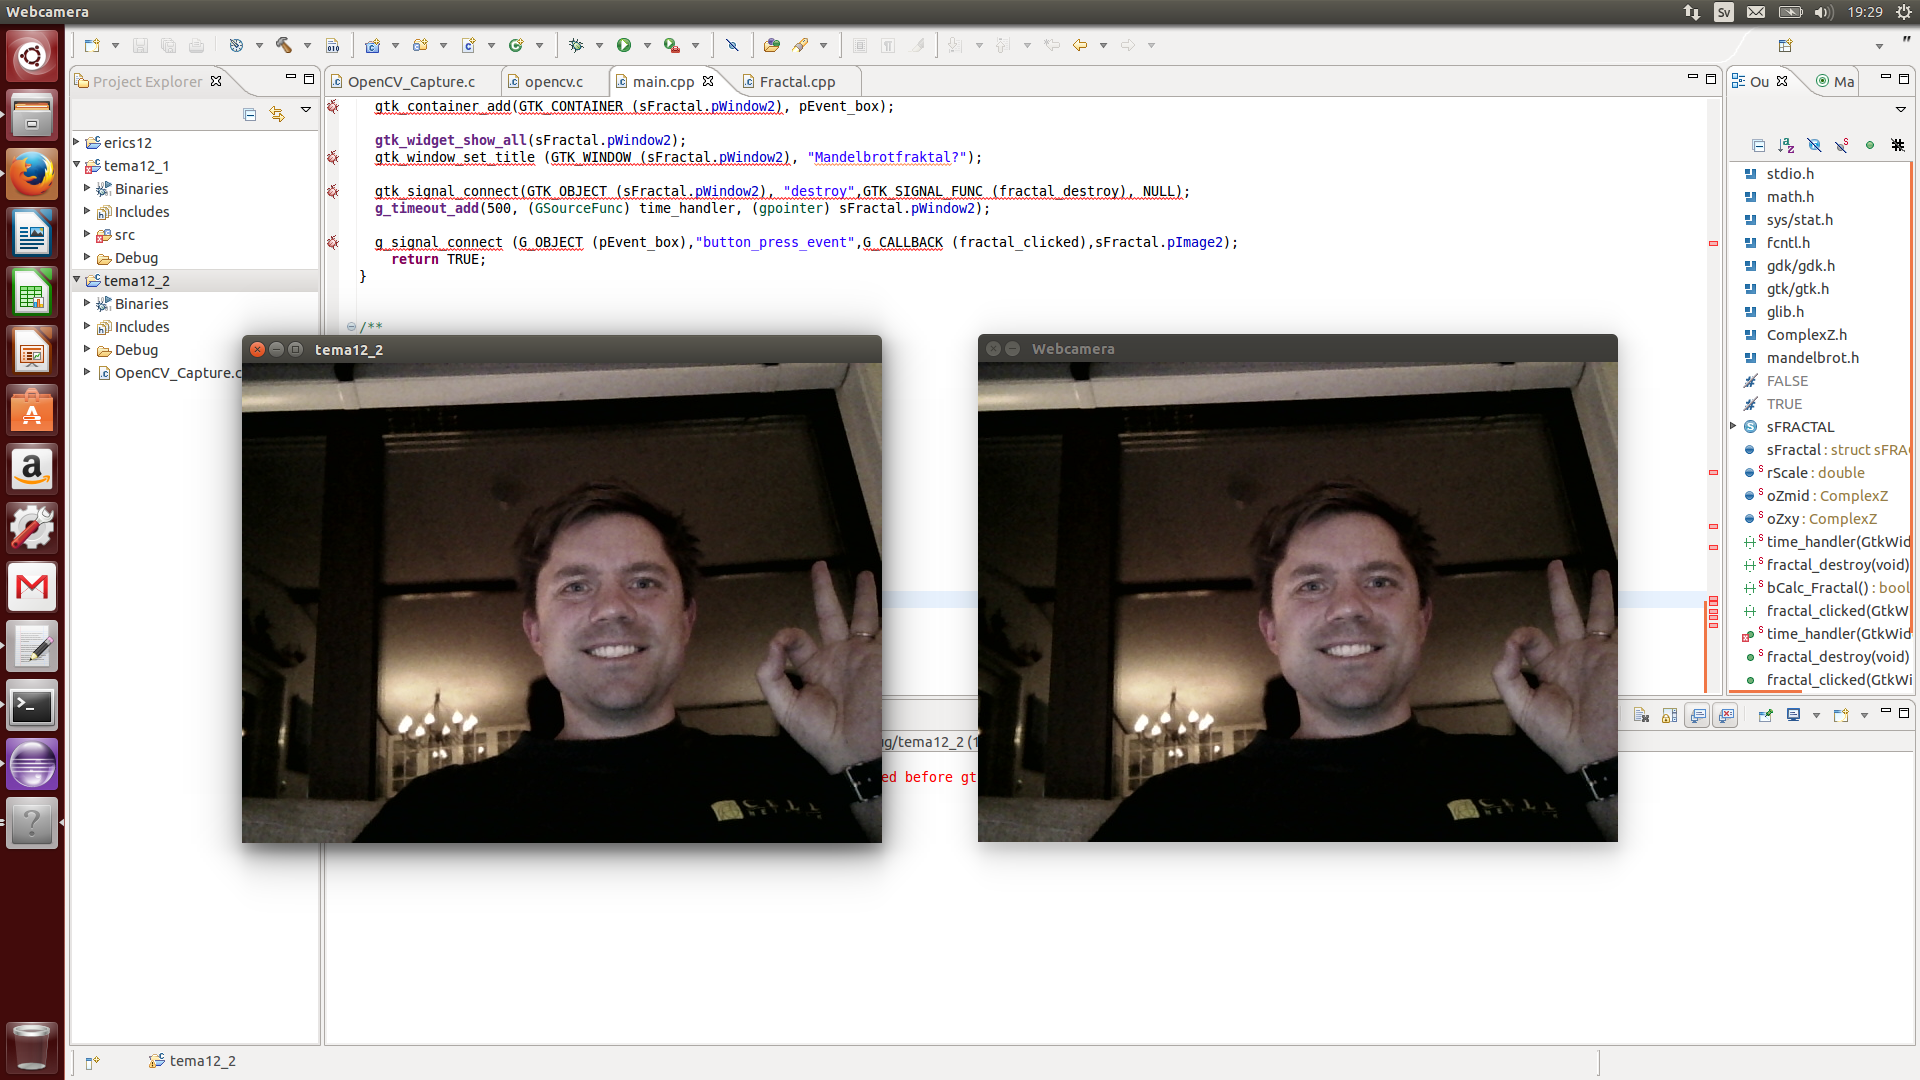 Webcamera
Sv
19:29
Project Explorer
OpenCV_Capture.c
opencv.c
main.cpp
Fractal.cpp
Ou
Ma
erics12
tema12_1
Binaries
Includes
src
Debug
tema12_2
Binaries
Includes
Debug
OpenCV_Capture.c
gtk_container_add(GTK_CONTAINER (sFractal.pWindow2), pEvent_box);
gtk_widget_show_all(sFractal.pWindow2);
gtk_window_set_title (GTK_WINDOW (sFractal.pWindow2), "Mandelbrotfraktal?");
gtk_signal_connect(GTK_OBJECT (sFractal.pWindow2), "destroy",GTK_SIGNAL_FUNC (fractal_destroy), NULL);
g_timeout_add(500, (GSourceFunc) time_handler, (gpointer) sFractal.pWindow2);
g_signal_connect (G_OBJECT (pEvent_box),"button_press_event",G_CALLBACK (fractal_clicked),sFractal.pImage2);
return TRUE;
}
/**
tema12_2
Webcamera
ug/tema12_2 (1
ed before gt
stdio.h
math.h
sys/stat.h
fcntl.h
gdk/gdk.h
gtk/gtk.h
glib.h
ComplexZ.h
mandelbrot.h
FALSE
TRUE
sFRACTAL
sFractal : struct sFRA
rScale : double
oZmid : ComplexZ
oZxy : ComplexZ
time_handler(GtkWid
fractal_destroy(void)
bCalc_Fractal() : bool
fractal_clicked(GtkW
time_handler(GtkWid
fractal_destroy(void)
fractal_clicked(GtkWi
tema12_2